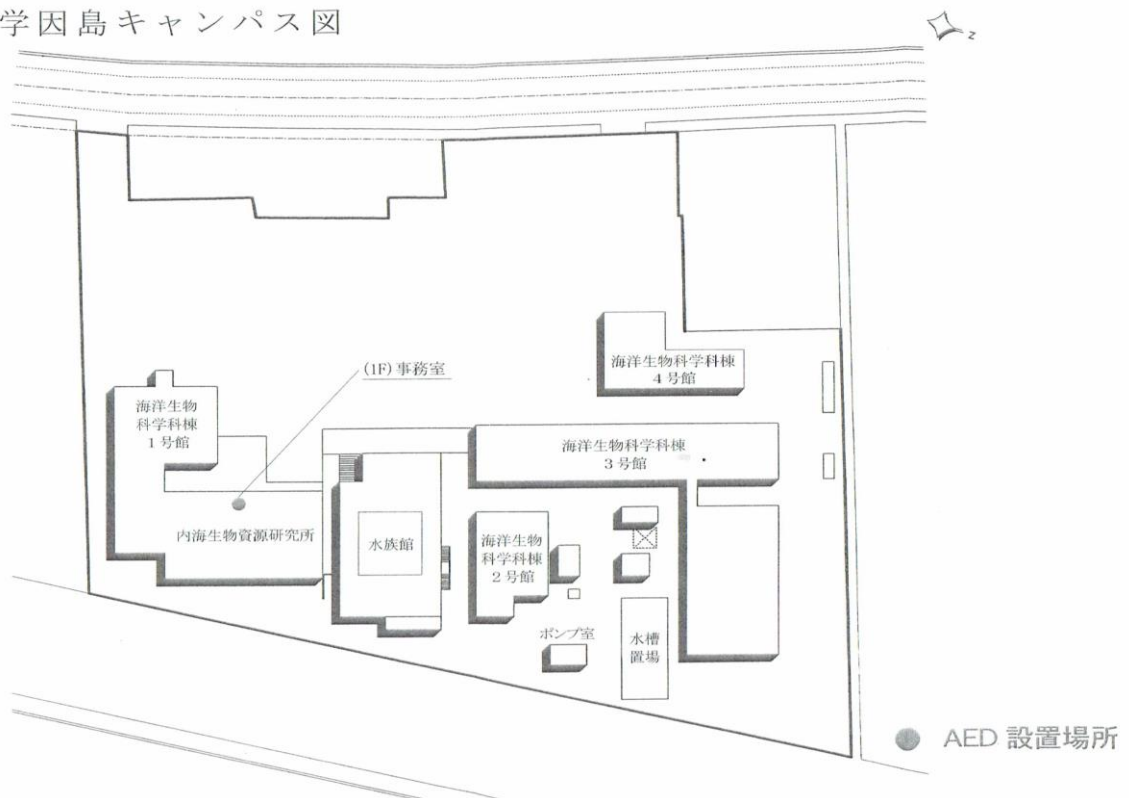 学因島キャンパス図
z
(1F)事務室
海洋生物科学科棟
4号館
海洋生物
科学科棟
1号館
海洋生物科学科棟
3号館
内海生物資源研究所
水族館
海洋生物
科学科棟
2号館
ポンプ室
水槽
置場
AED 設置場所